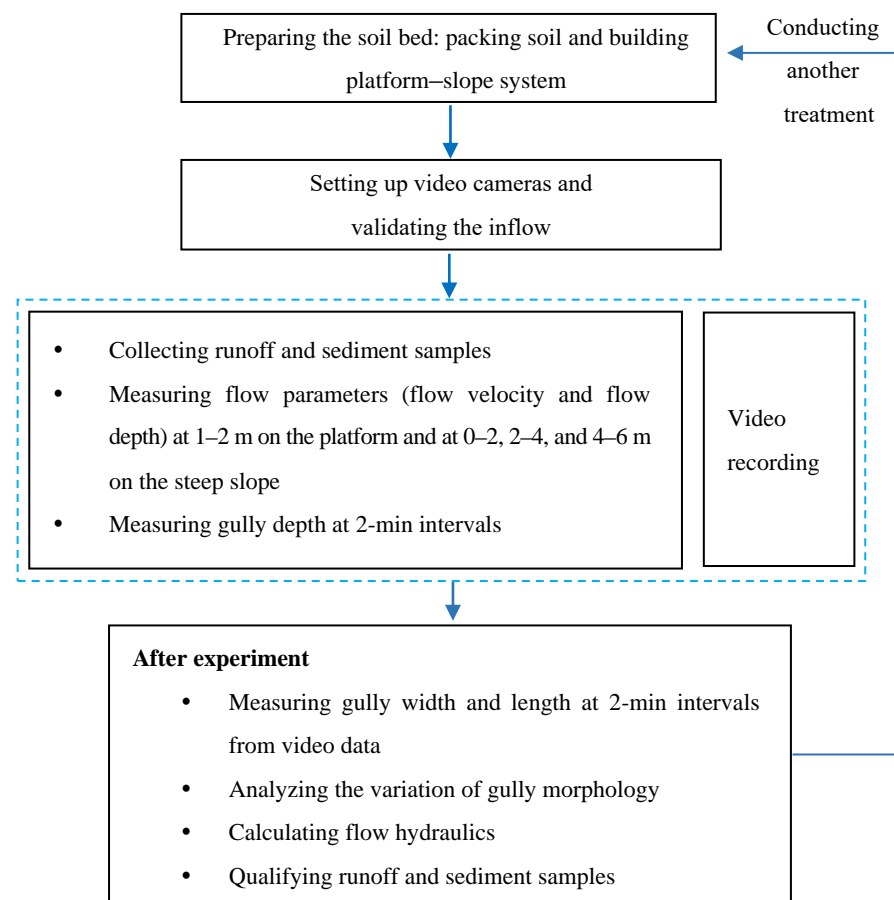 Preparing the soil bed: packing soil and building
platform–slope system
Conducting
another
treatment
Setting up video cameras and
validating the inflow
• Collecting runoff and sediment samples
• Measuring flow parameters (flow velocity and flow
depth) at 1–2 m on the platform and at 0–2, 2–4, and 4–6 m
on the steep slope
• Measuring gully depth at 2-min intervals
Video
recording
After experiment
• Measuring gully width and length at 2-min intervals
from video data
• Analyzing the variation of gully morphology
• Calculating flow hydraulics
• Qualifying runoff and sediment samples